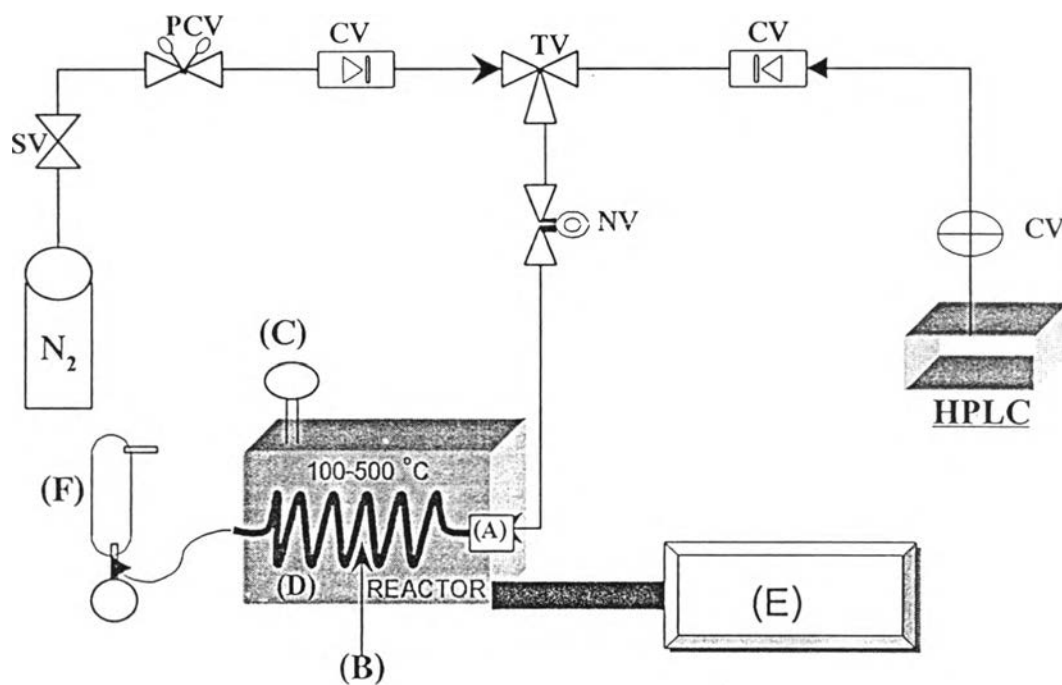 PCV
CV
TV
CV
SV
NV
CV
N₂
(C)
HPLC
100-500 °C
(F)
(A)
(D)
REACTOR
(E)
(B)